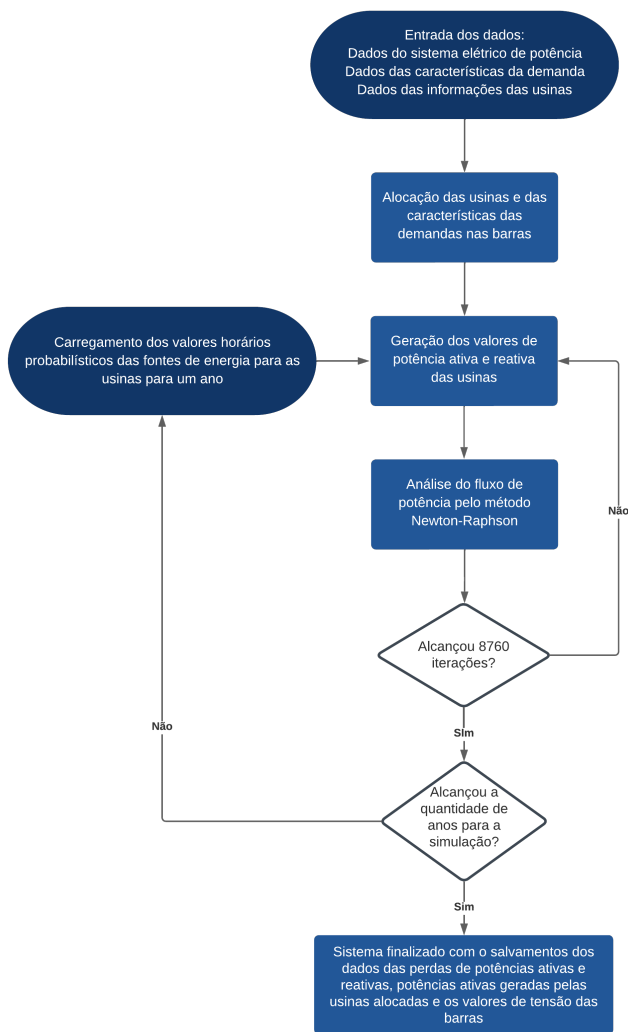 Entrada dos dados:
Dados do sistema elétrico de potência
Dados das características da demanda
Dados das informações das usinas
Alocação das usinas e das
características das
demandas nas barras
Carregamento dos valores horários
probabilísticos das fontes de energia para as
usinas para um ano
Geração dos valores de
potência ativa e reativa
das usinas
Análise do fluxo de
potência pelo método
Newton-Raphson
Não
Alcançou 8760
iterações?
Não
SIm
Alcançou a
quantidade de
anos para a
simulação?
Sim
Sistema finalizado com o salvamentos dos
dados das perdas de potências ativas e
reativas, potências ativas geradas pelas
usinas alocadas e os valores de tensão das
barras